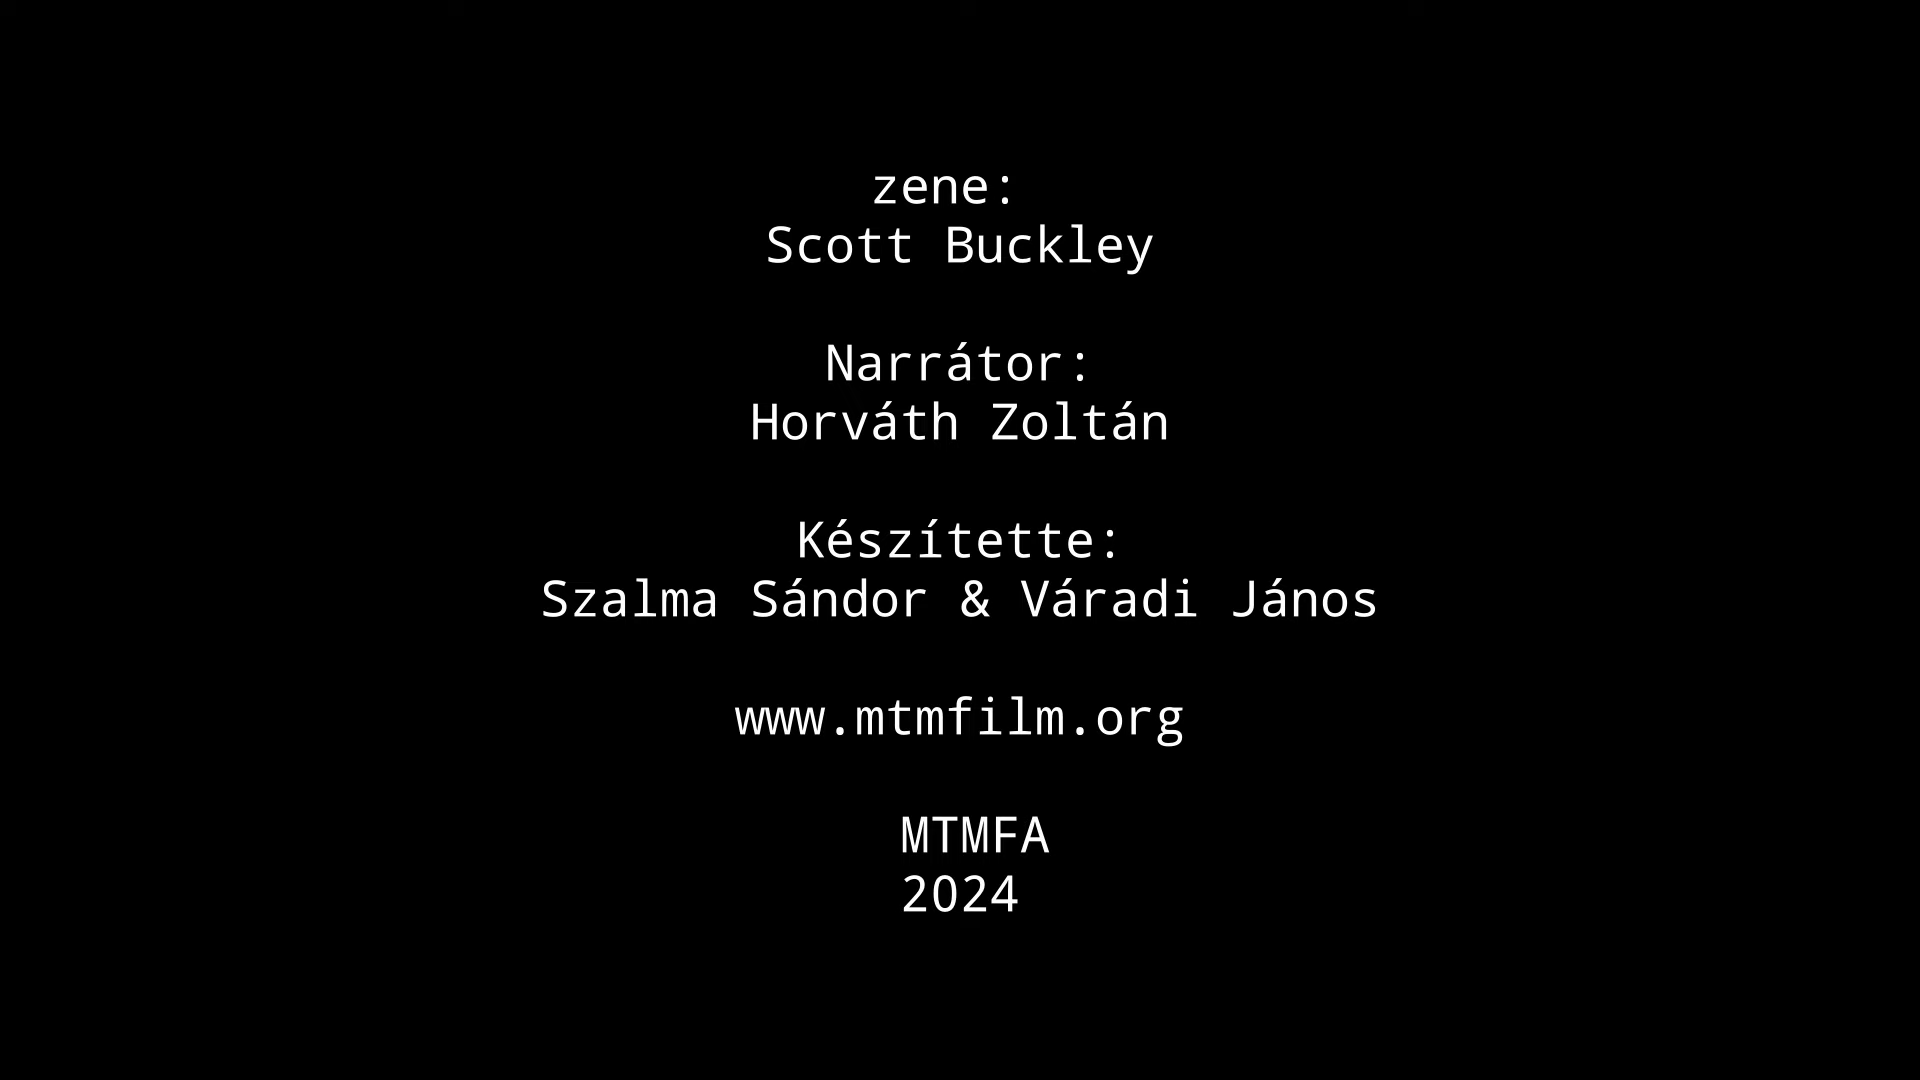 zene:
Scott Buckley
Narrátor:
Horváth Zoltán
Készítette:
Szalma Sándor & Váradi János
www.mtmfilm.org
MTMFA
2024